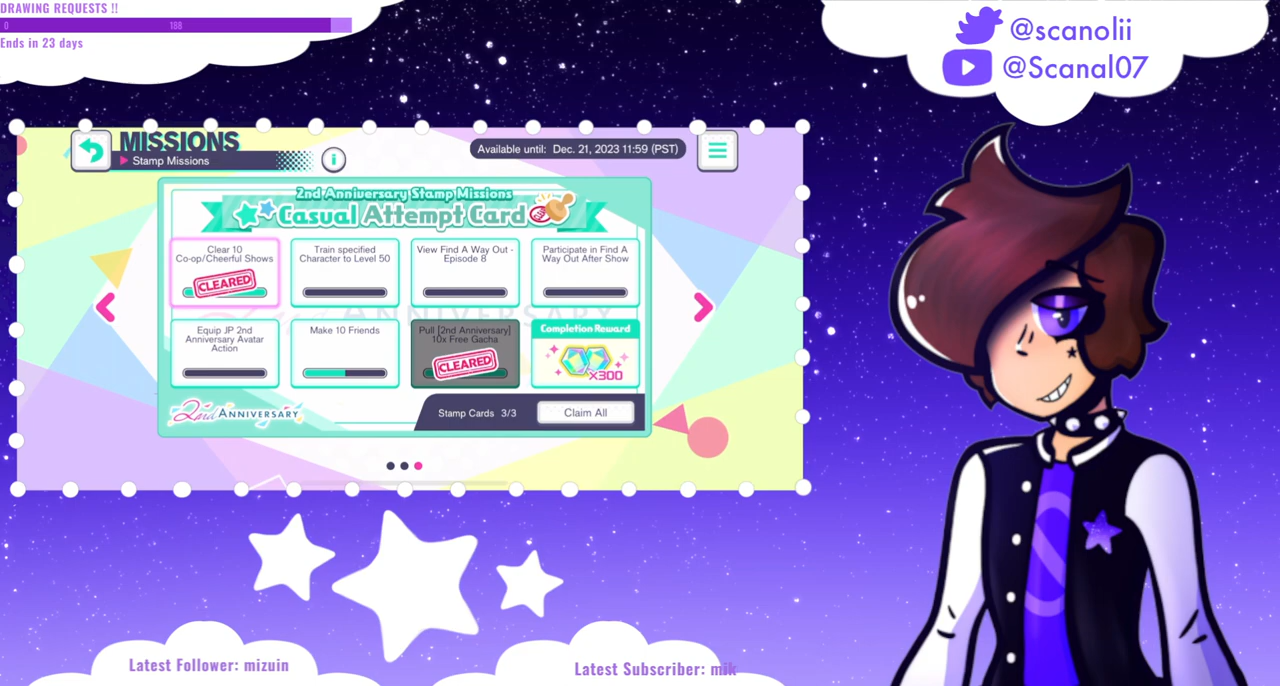 DRAWING REQUESTS !!
0 188
Ends in 23 days
@scanolii
@Scanal07
MISSIONS
Stamp Missions
i
Available until: Dec. 21, 2023 11:59 (PST)
2nd Anniversary Stamp Missions
Casual Attempt Card
Clear 10
Co-op/Cheerful Shows
CLEARED
Train specified
Character to Level 50
View Find A Way Out -
Episode 8
Participate in Find A
Way Out After Show
Equip JP 2nd
Anniversary Avatar
Action
Make 10 Friends
Pull [2nd Anniversary]
10x Free Gacha
CLEARED
Completion Reward
x300
2nd ANNIVERSARY
Stamp Cards 3/3
Claim All
Latest Follower: mizuin
Latest Subscriber: mik